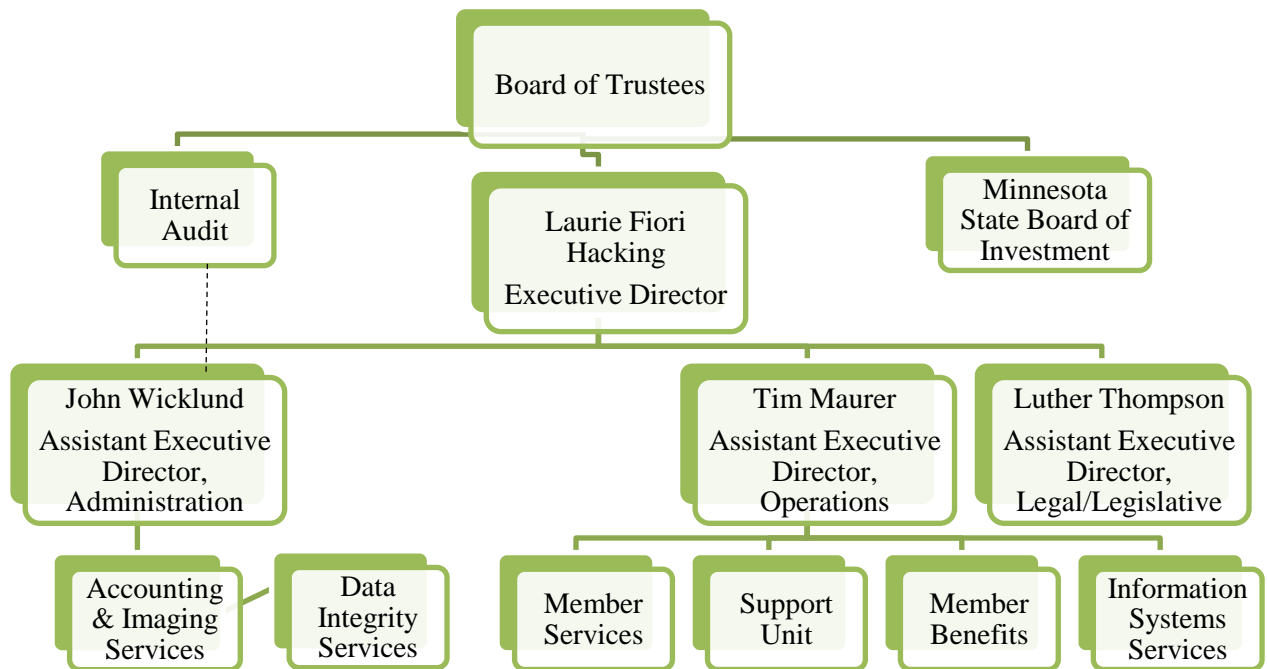 Board of Trustees
Internal
Audit
Laurie Fiori
Hacking
Executive Director
Minnesota
State Board of
Investment
John Wicklund
Assistant Executive
Director,
Administration
Tim Maurer
Assistant Executive
Director,
Operations
Luther Thompson
Assistant Executive
Director,
Legal/Legislative
Accounting
& Imaging
Services
Data
Integrity
Services
Member
Services
Support
Unit
Member
Benefits
Information
Systems
Services